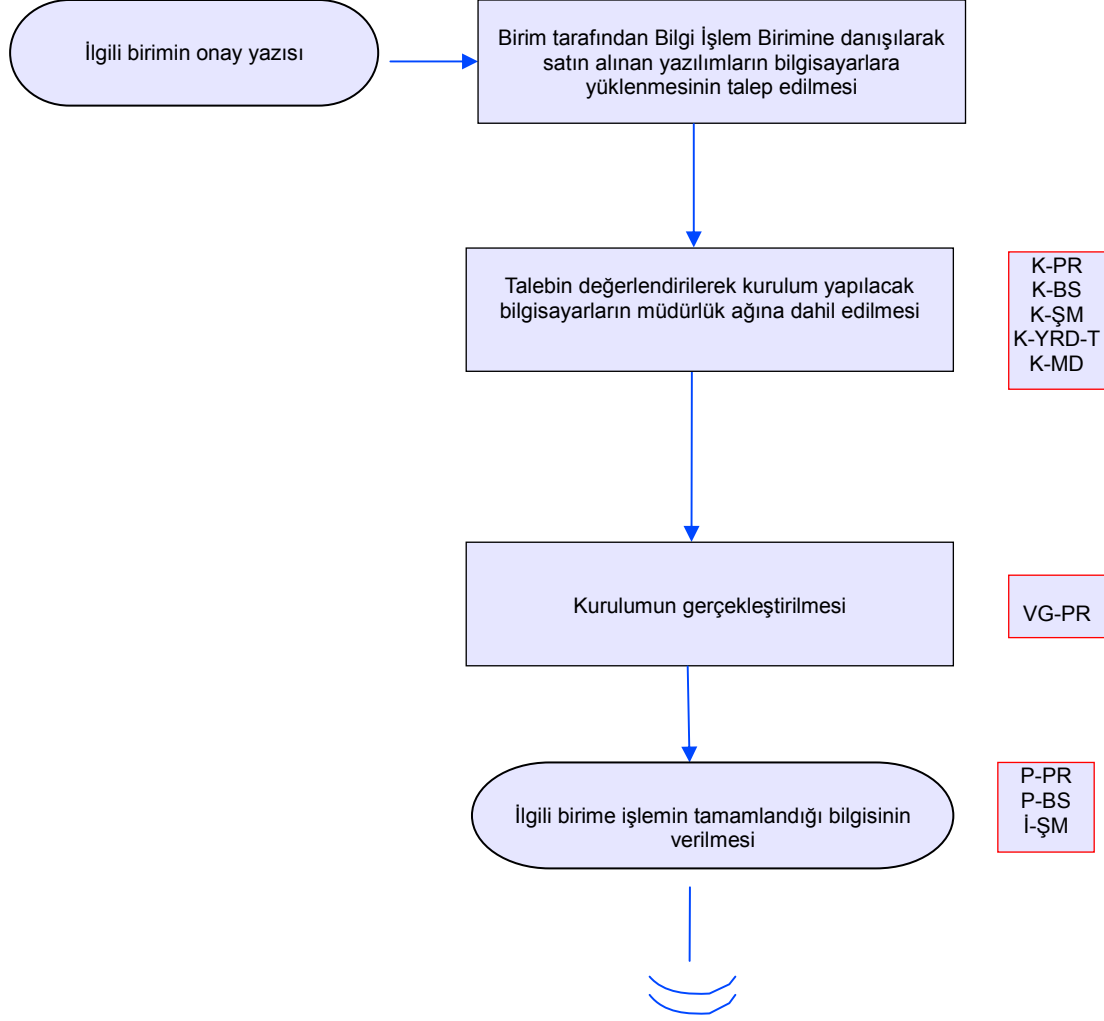 İlgili birimin onay yazısı
Birim tarafından Bilgi İşlem Birimine danışılarak
satın alınan yazılımların bilgisayarlara
yüklenmesinin talep edilmesi
Talebin değerlendirilerek kurulum yapılacak
bilgisayarların müdürlük ağına dahil edilmesi
K-PR
K-BS
K-ŞM
K-YRD-T
K-MD
Kurulumun gerçekleştirilmesi
VG-PR
İlgili birime işlemin tamamlandığı bilgisinin
verilmesi
P-PR
P-BS
İ-ŞM